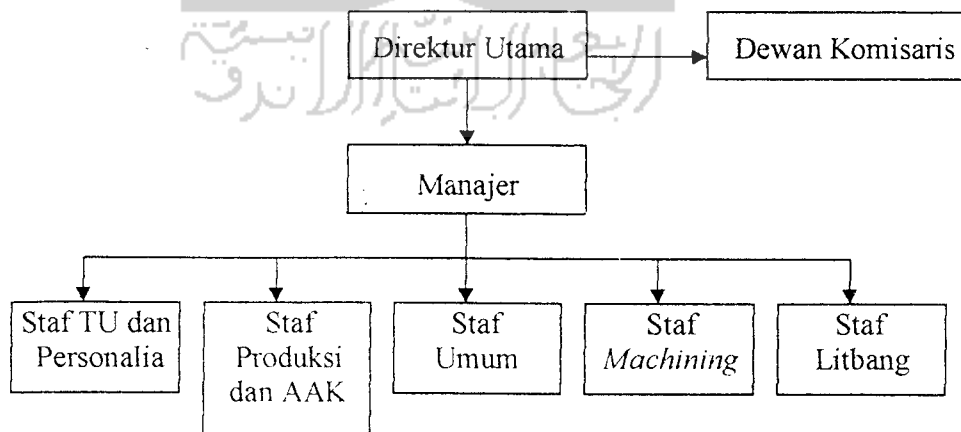 Direktur Utama
Dewan Komisaris
Manajer
Staf TU dan
Personalia
Staf
Produksi
dan AAK
Staf
Umum
Staf
Machining
Staf
Litbang